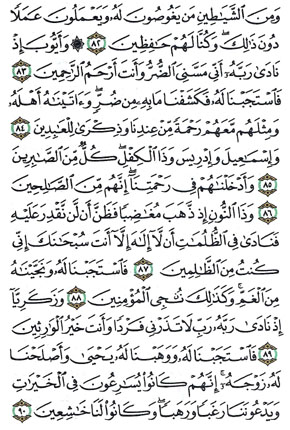 وَمِنَ ٱلشَّيَٰطِينِ مَن يَغُوصُونَ لَهُۥ وَيَعْمَلُونَ عَمَلًا
دُونَ ذَٰلِكَ ۖ وَكُنَّا لَهُمْ حَٰفِظِينَ ٨٢ ۞ وَأَيُّوبَ إِذْ
نَادَىٰ رَبَّهُۥٓ أَنِّى مَسَّنِىَ ٱلضُّرُّ وَأَنتَ أَرْحَمُ ٱلرَّٰحِمِينَ ٨٣
فَٱسْتَجَبْنَا لَهُۥ فَكَشَفْنَا مَا بِهِۦ مِن ضُرٍّ ۖ وَءَاتَيْنَٰهُ أَهْلَهُۥ
وَمِثْلَهُم مَّعَهُمْ رَحْمَةً مِّنْ عِندِنَا وَذِكْرَىٰ لِلْعَٰبِدِينَ ٨٤
وَإِسْمَٰعِيلَ وَإِدْرِيسَ وَذَا ٱلْكِفْلِ ۖ كُلٌّ مِّنَ ٱلصَّٰبِرِينَ
٨٥ وَأَدْخَلْنَٰهُمْ فِى رَحْمَتِنَآ ۖ إِنَّهُم مِّنَ ٱلصَّٰلِحِينَ
٨٦ وَذَا ٱلنُّونِ إِذ ذَّهَبَ مُغَٰضِبًا فَظَنَّ أَن لَّن نَّقْدِرَ عَلَيْهِ
فَنَادَىٰ فِى ٱلظُّلُمَٰتِ أَن لَّآ إِلَٰهَ إِلَّآ أَنتَ سُبْحَٰنَكَ إِنِّى
كُنتُ مِنَ ٱلظَّٰلِمِينَ ٨٧ فَٱسْتَجَبْنَا لَهُۥ وَنَجَّيْنَٰهُ
مِنَ ٱلْغَمِّ ۚ وَكَذَٰلِكَ نُۨجِى ٱلْمُؤْمِنِينَ ٨٨ وَزَكَرِيَّآ
إِذْ نَادَىٰ رَبَّهُۥ رَبِّ لَا تَذَرْنِى فَرْدًا وَأَنتَ خَيْرُ ٱلْوَٰرِثِينَ
٨٩ فَٱسْتَجَبْنَا لَهُۥ وَوَهَبْنَا لَهُۥ يَحْيَىٰ وَأَصْلَحْنَا
لَهُۥ زَوْجَهُۥٓ ۚ إِنَّهُمْ كَانُوا۟ يُسَٰرِعُونَ فِى ٱلْخَيْرَٰتِ
وَيَدْعُونَنَا رَغَبًا وَرَهَبًا ۖ وَكَانُوا۟ لَنَا خَٰشِعِينَ ٩٠